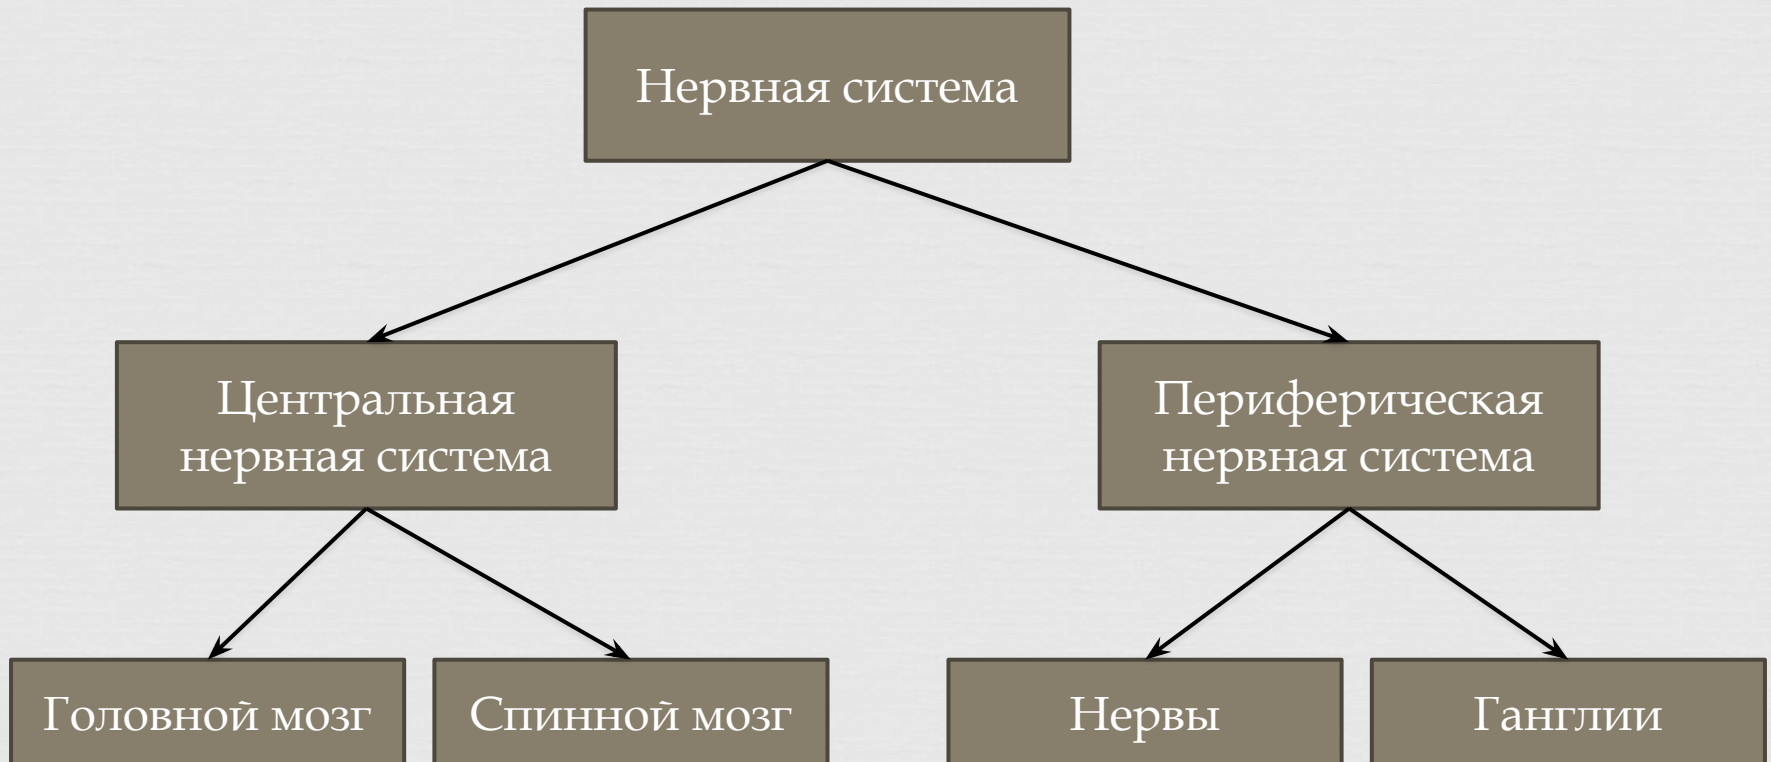 Нервная система
Центральная
нервная система
Периферическая
нервная система
Головной мозг
Спинной мозг
Нервы
Ганглии